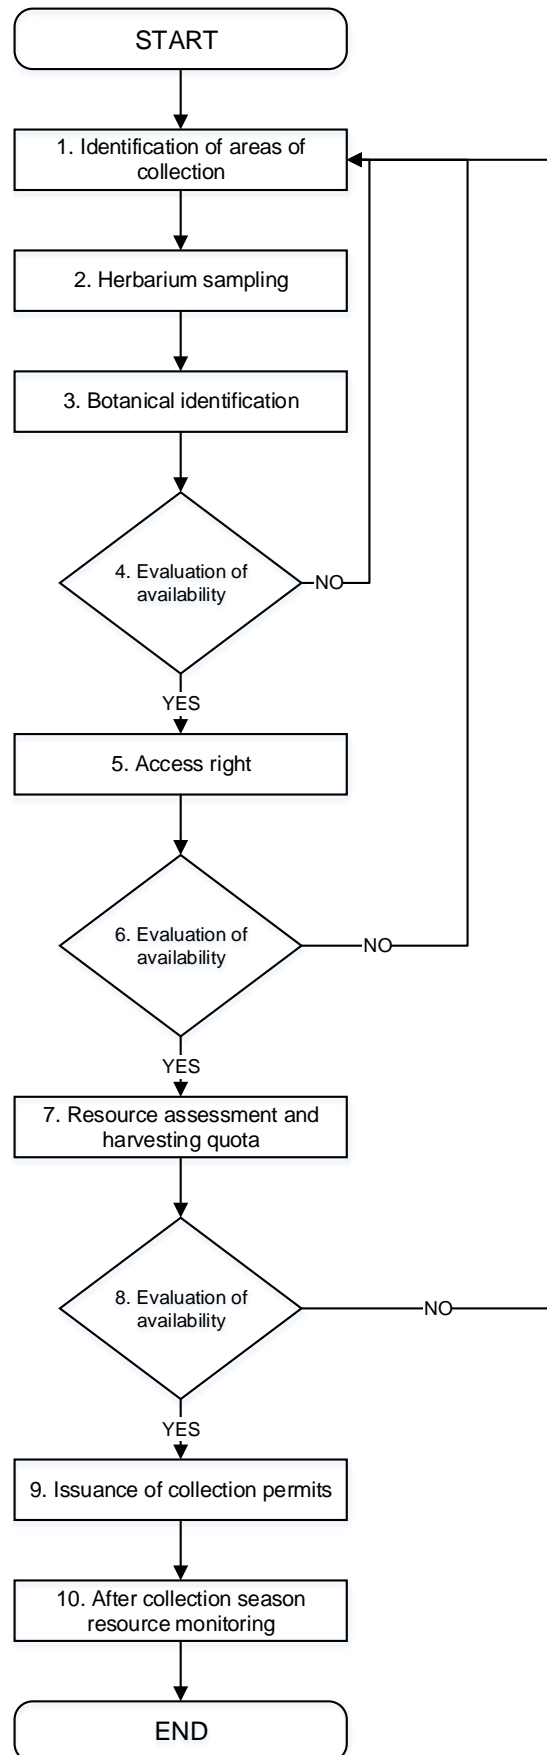 START
1. Identification of areas of
collection
2. Herbarium sampling
3. Botanical identification
4. Evaluation of
availability
NO
YES
5. Access right
6. Evaluation of
availability
NO
YES
7. Resource assessment and
harvesting quota
8. Evaluation of
availability
NO
YES
9. Issuance of collection permits
10. After collection season
resource monitoring
END